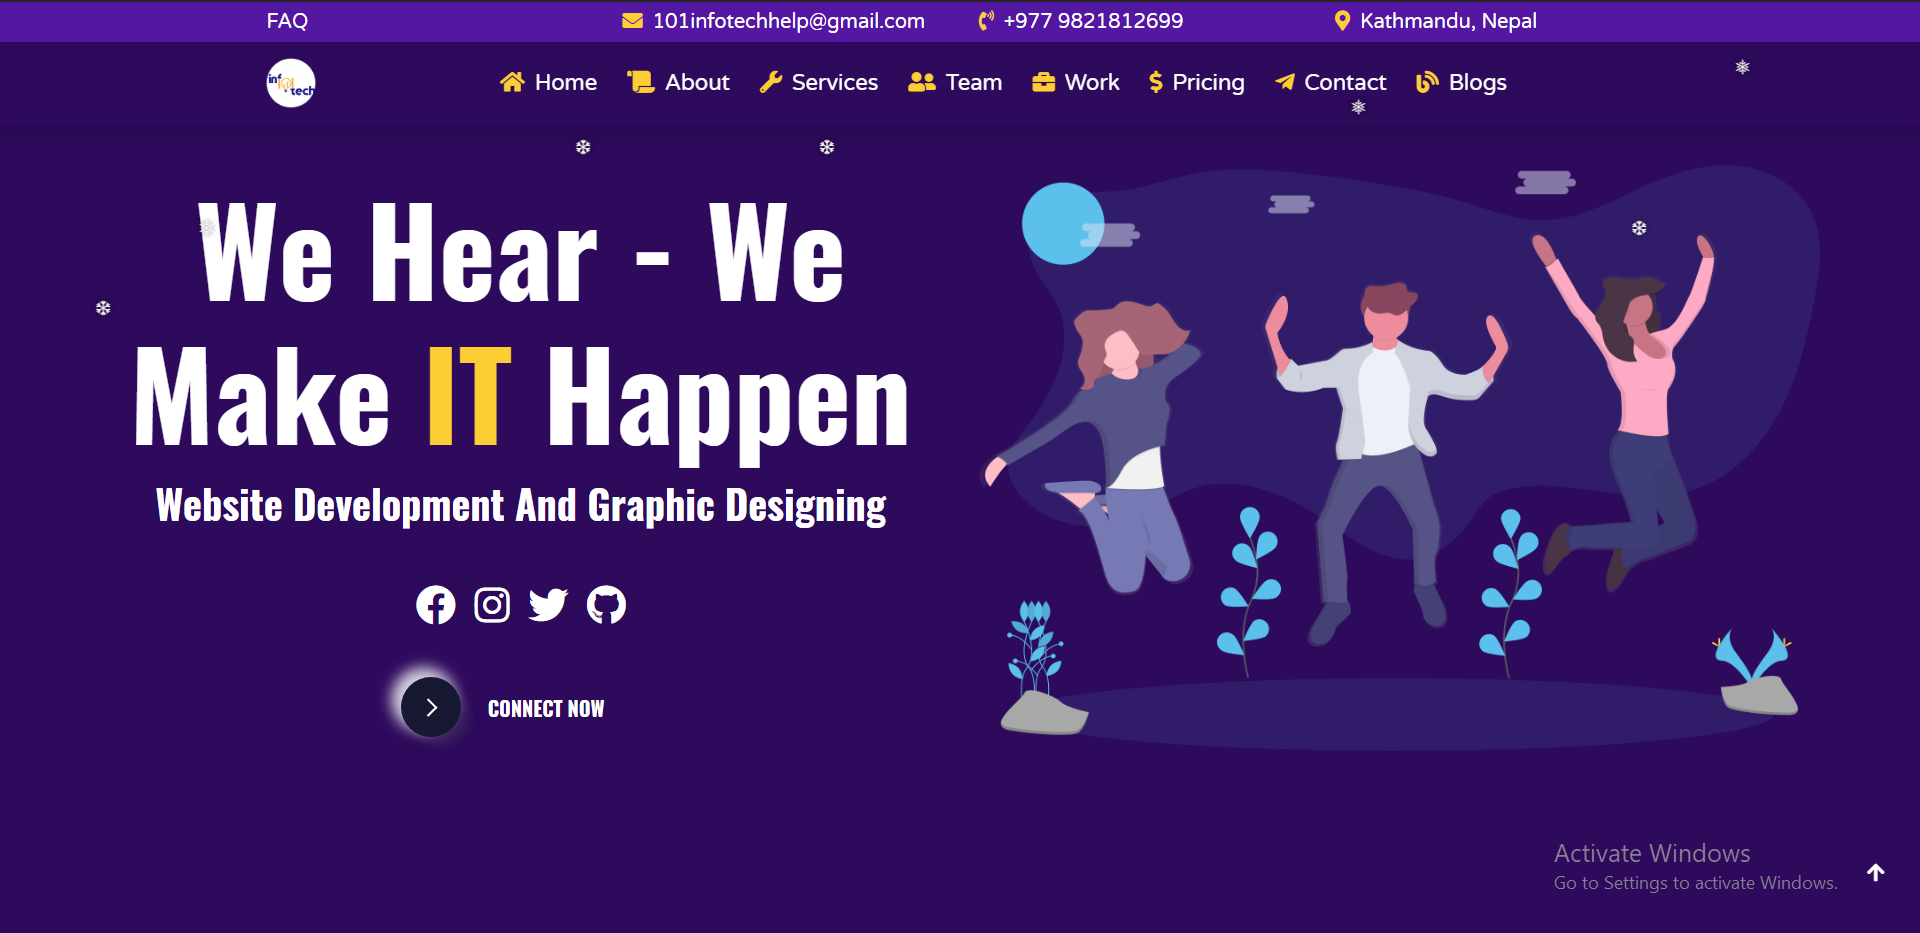 FAQ 101infotechhelp@gmail.com +977 9821812699 Kathmandu, Nepal
inf tech Home About Services Team Work Pricing Contact Blogs
We Hear - We
Make IT Happen
Website Development And Graphic Designing
CONNECT NOW
Activate Windows
Go to Settings to activate Windows.